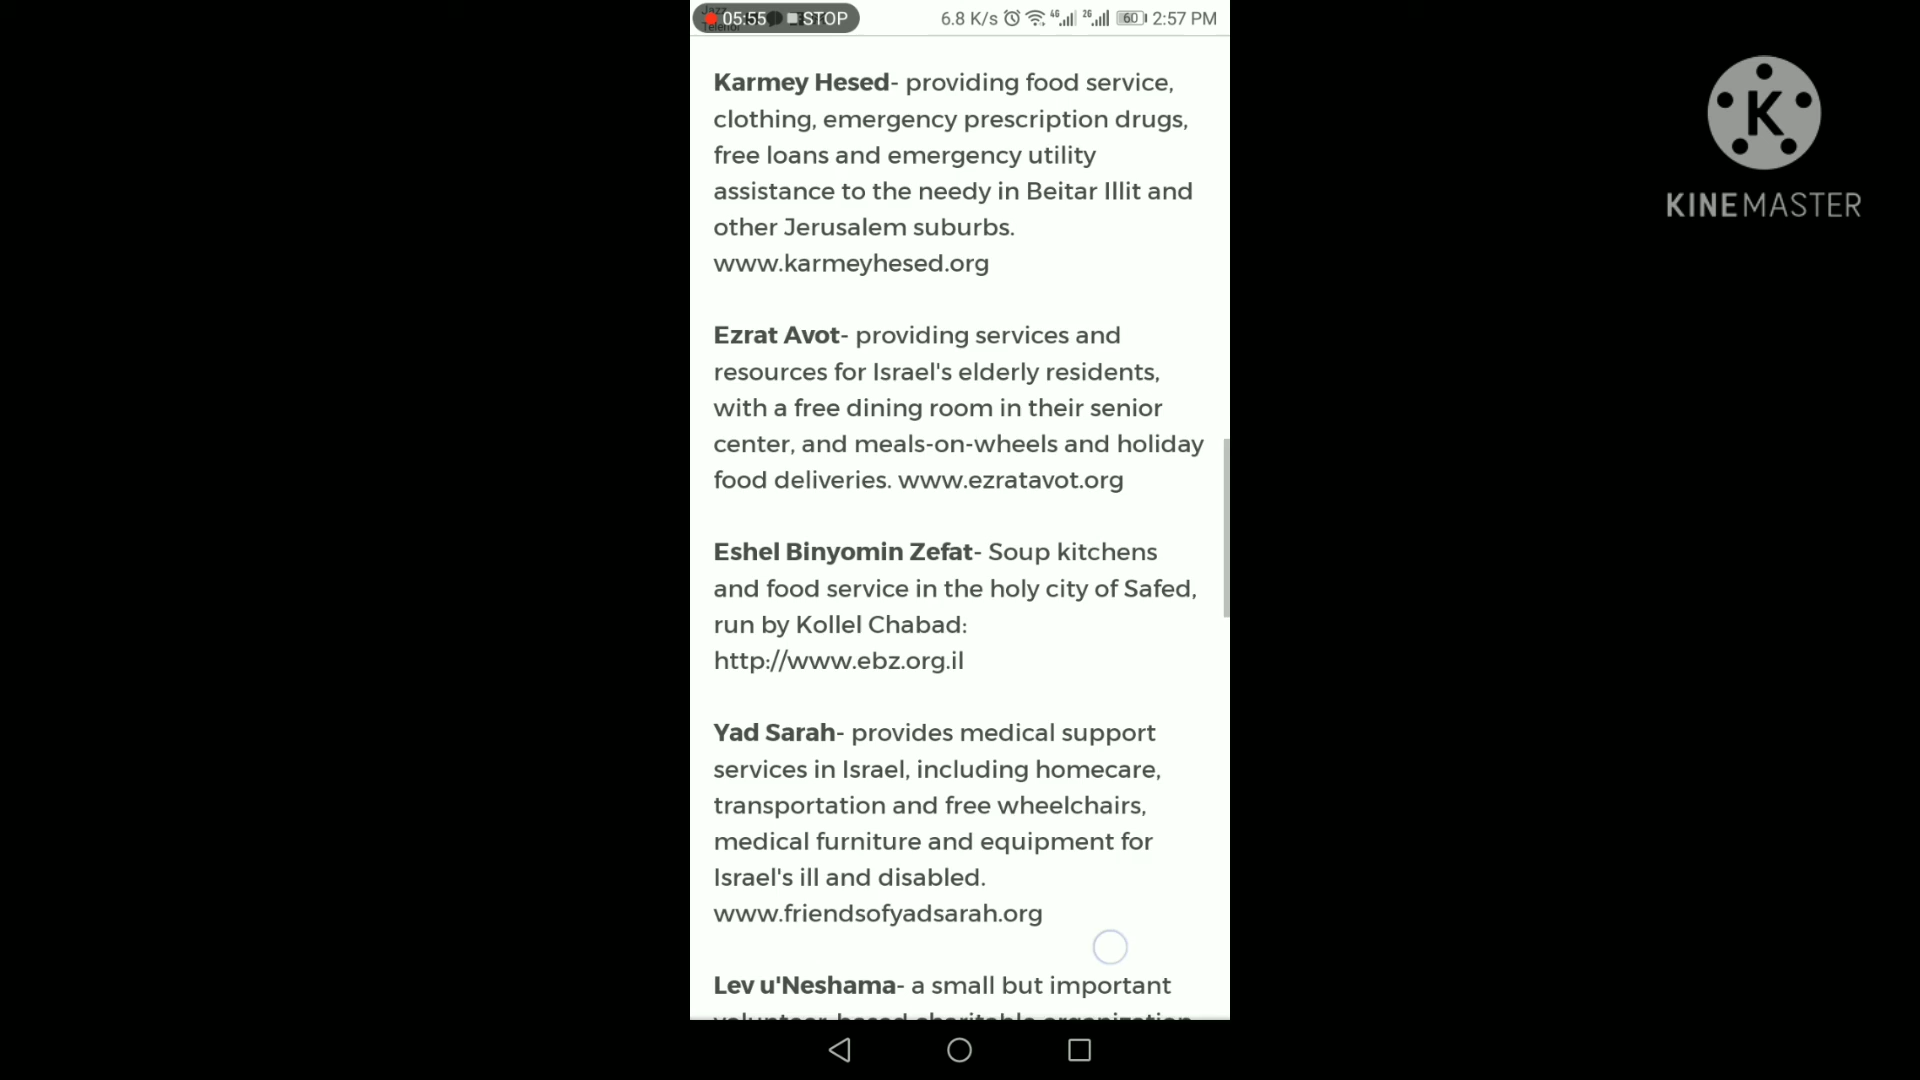 05:55 STOP
6.8 K/s 4G 2G 60 2:57 PM
Karmey Hesed- providing food service,
clothing, emergency prescription drugs,
free loans and emergency utility
assistance to the needy in Beitar Illit and
other Jerusalem suburbs.
www.karmeyhesed.org
Ezrat Avot- providing services and
resources for Israel's elderly residents,
with a free dining room in their senior
center, and meals-on-wheels and holiday
food deliveries. www.ezratavot.org
Eshel Binyomin Zefat- Soup kitchens
and food service in the holy city of Safed,
run by Kollel Chabad:
http://www.ebz.org.il
Yad Sarah- provides medical support
services in Israel, including homecare,
transportation and free wheelchairs,
medical furniture and equipment for
Israel's ill and disabled.
www.friendsofyadsarah.org
Lev u'Neshama- a small but important
K
KINEMASTER